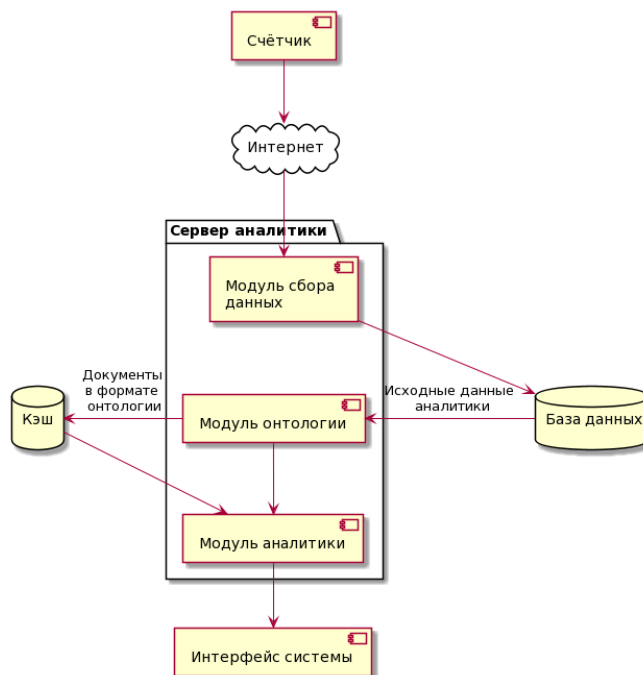 Счётчик
Интернет
Сервер аналитики
Модуль сбора
данных
Документы
в формате
онтологии
Исходные данные
аналитики
Кэш
Модуль онтологии
База данных
Модуль аналитики
Интерфейс системы